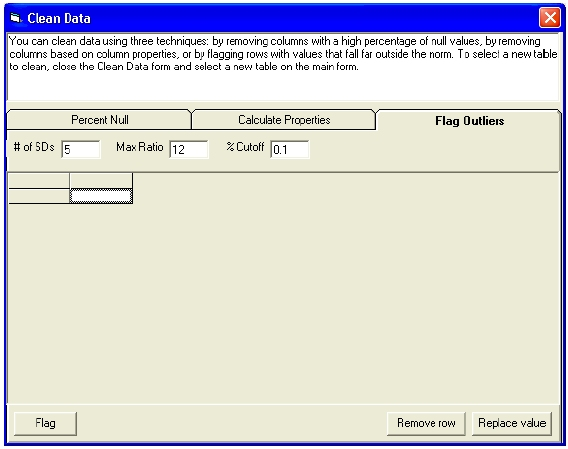 Clean Data
You can clean data using three techniques: by removing columns with a high percentage of null values, by removing
columns based on column properties, or by flagging rows with values that fall far outside the norm. To select a new table
to clean, close the Clean Data form and select a new table on the main form.
Percent Null Calculate Properties Flag Outliers
# of SDs 5 Max Ratio 12 % Cutoff 0.1
Flag Remove row Replace value